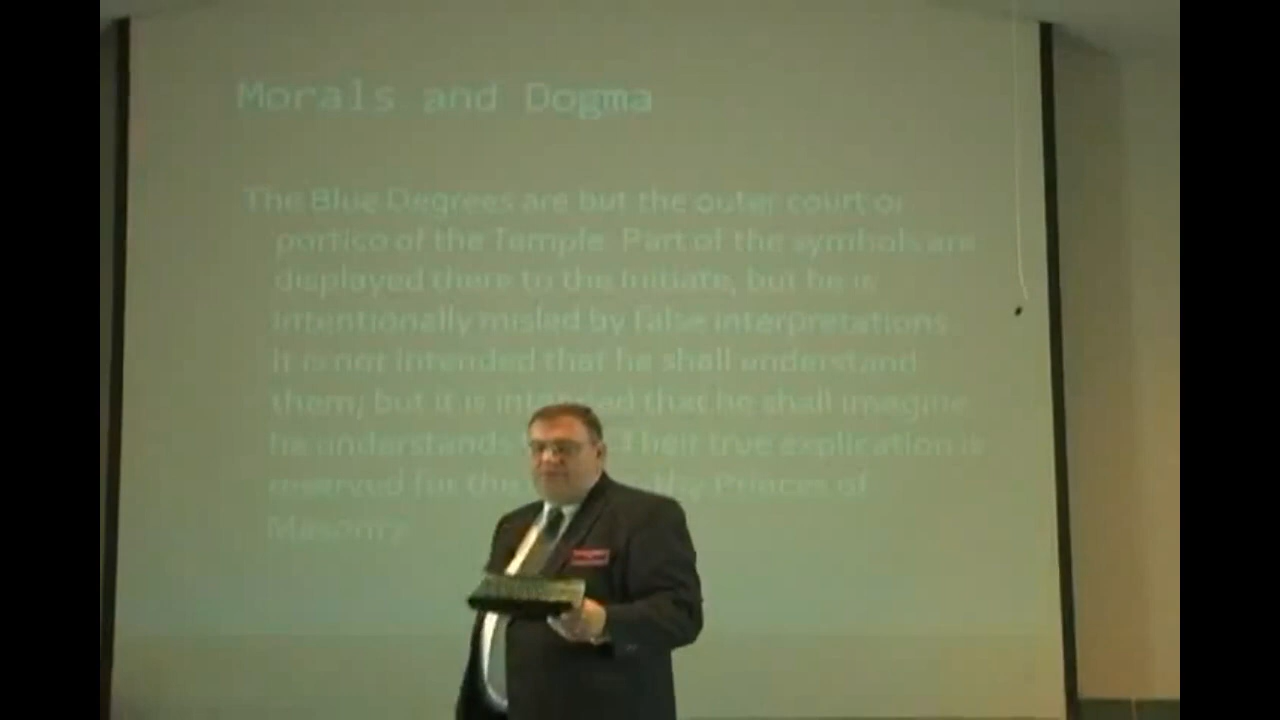 Morals and Dogma
The Blue Degrees are but the outer court or
portico of the Temple. Part of the symbols are
displayed there to the Initiate, but he is
intentionally misled by false interpretations.
It is not intended that he shall understand
them; but it is that he shall imagine
he understands Their true explication is
reserved for the Princes of
Masonry.